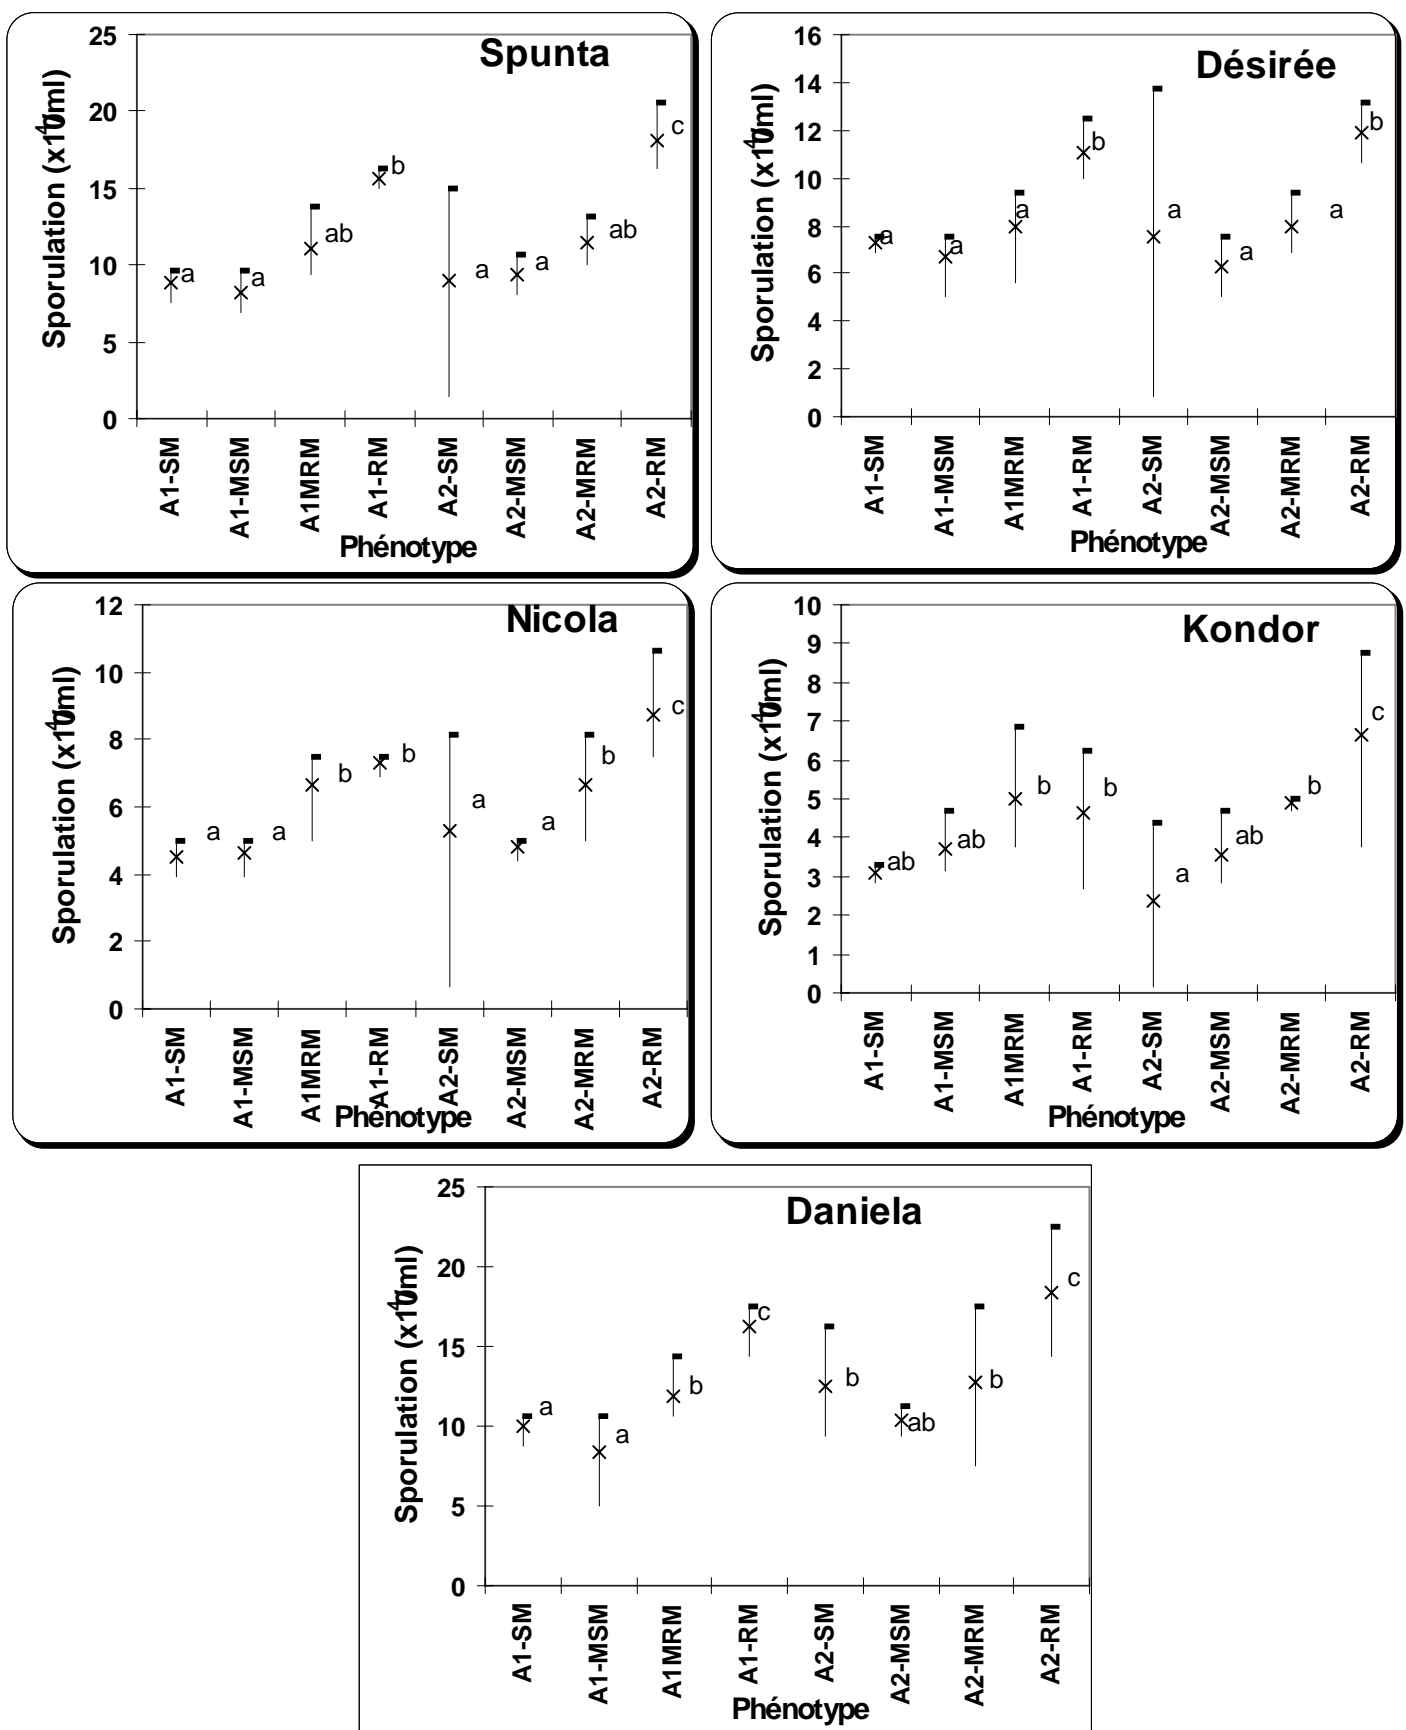 Spunta
Sporulation (x10⁴/ml)
25
20
15
10
5
0
a
a
ab
b
a
a
ab
c
A1-SM
A1-MSM
A1MRM
A1-RM
A2-SM
A2-MSM
A2-MRM
A2-RM
Phénotype
Désirée
Sporulation (x10⁴/ml)
16
14
12
10
8
6
4
2
0
a
a
a
b
a
a
a
b
A1-SM
A1-MSM
A1MRM
A1-RM
A2-SM
A2-MSM
A2-MRM
A2-RM
Phénotype
Nicola
Sporulation (x10⁴/ml)
12
10
8
6
4
2
0
a
a
b
b
a
a
b
c
A1-SM
A1-MSM
A1MRM
A1-RM
A2-SM
A2-MSM
A2-MRM
A2-RM
Phénotype
Kondor
Sporulation (x10⁴/ml)
10
9
8
7
6
5
4
3
2
1
0
ab
ab
b
b
a
ab
b
c
A1-SM
A1-MSM
A1MRM
A1-RM
A2-SM
A2-MSM
A2-MRM
A2-RM
Phénotype
Daniela
Sporulation (x10⁴/ml)
25
20
15
10
5
0
a
a
b
c
b
ab
b
c
A1-SM
A1-MSM
A1MRM
A1-RM
A2-SM
A2-MSM
A2-MRM
A2-RM
Phénotype